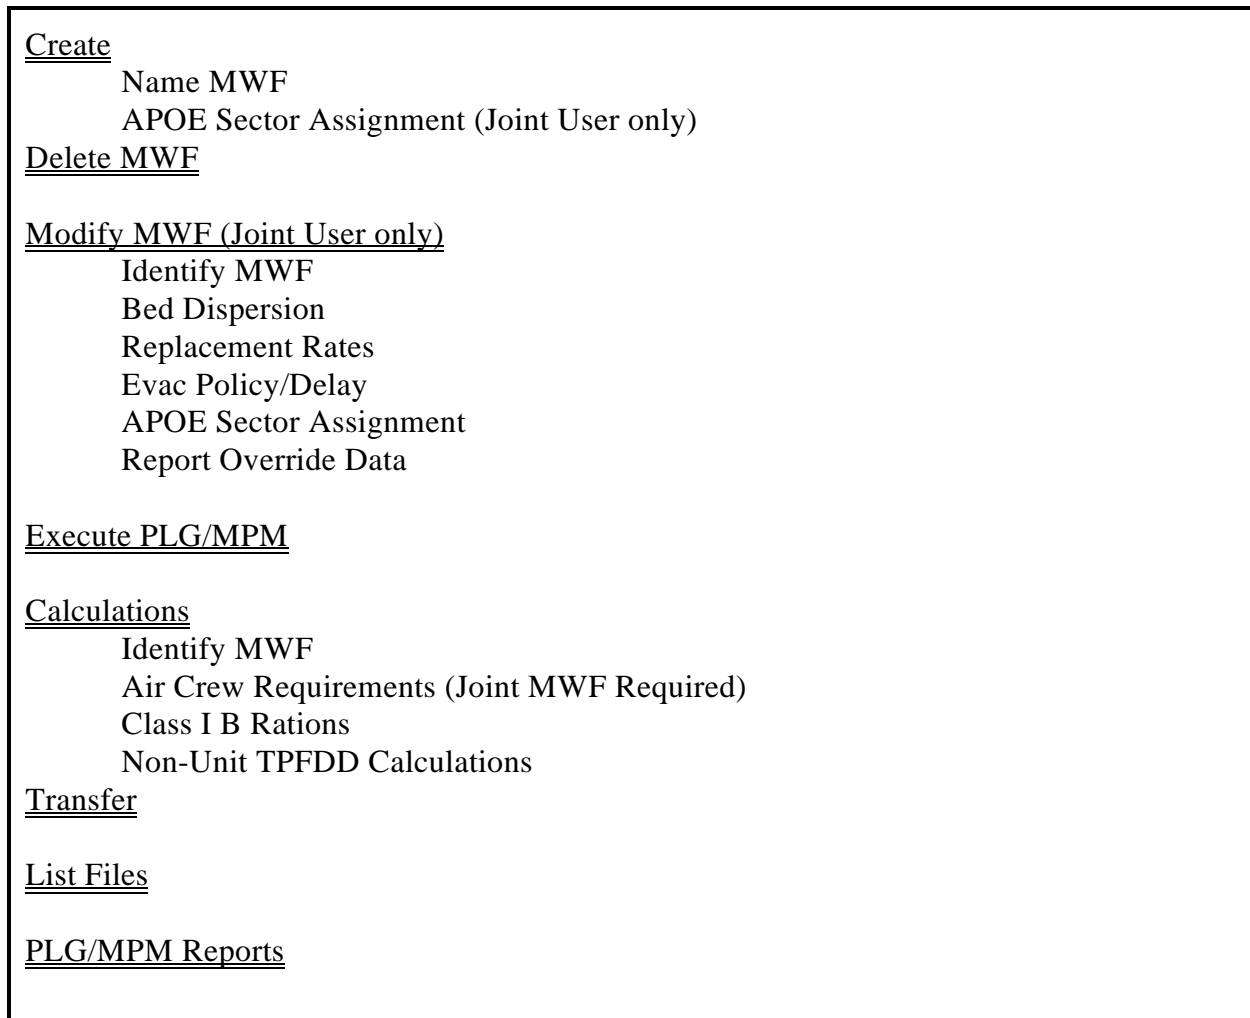 Create
Name MWF
APOE Sector Assignment (Joint User only)
Delete MWF
Modify MWF (Joint User only)
Identify MWF
Bed Dispersion
Replacement Rates
Evac Policy/Delay
APOE Sector Assignment
Report Override Data
Execute PLG/MPM
Calculations
Identify MWF
Air Crew Requirements (Joint MWF Required)
Class I B Rations
Non-Unit TPFDD Calculations
Transfer
List Files
PLG/MPM Reports